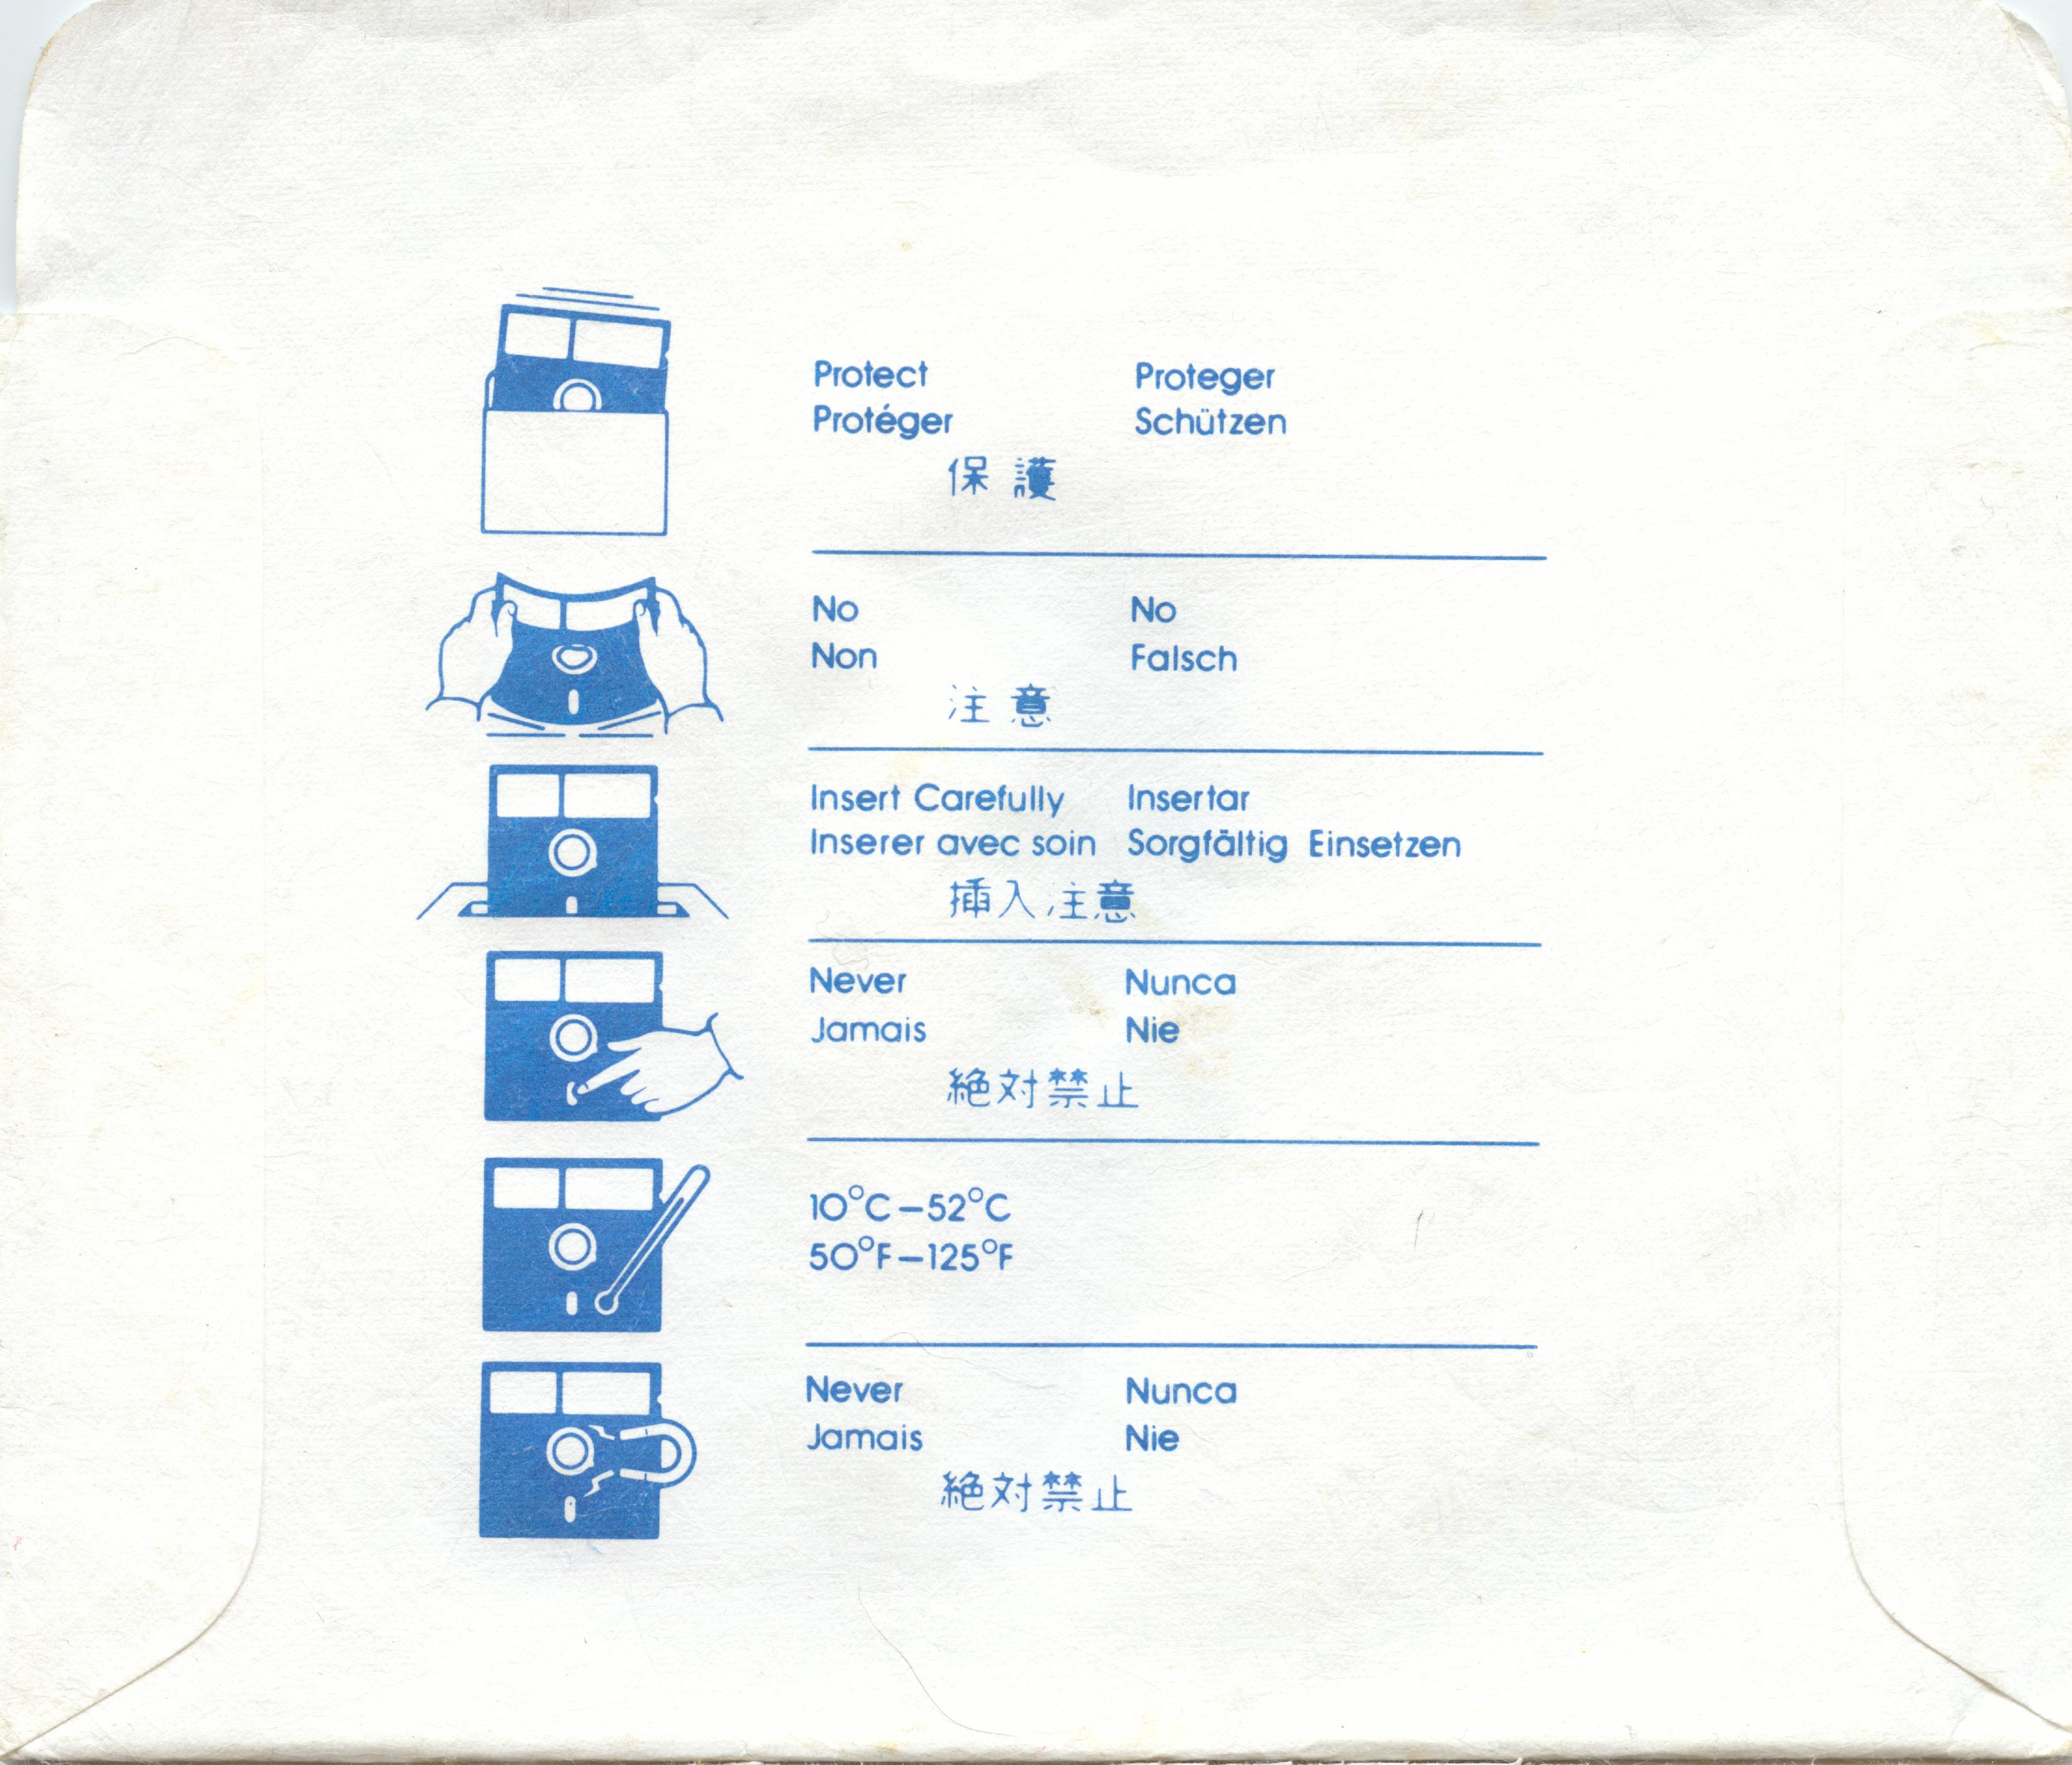 Protect Proteger
Protéger Schützen
保護
No No
Non Falsch
注意
Insert Carefully Insertar
Inserer avec soin Sorgfältig Einsetzen
挿入注意
Never Nunca
Jamais Nie
絶対禁止
10°C–52°C
50°F–125°F
Never Nunca
Jamais Nie
絶対禁止